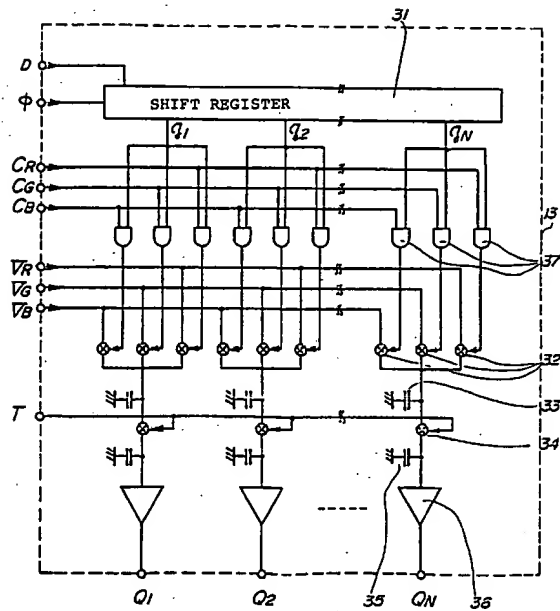 31
D
Φ
SHIFT REGISTER
q1
q2
qN
CR
CG
CB
13
37
VR
VG
VB
32
33
T
34
35
36
Q1
Q2
QN